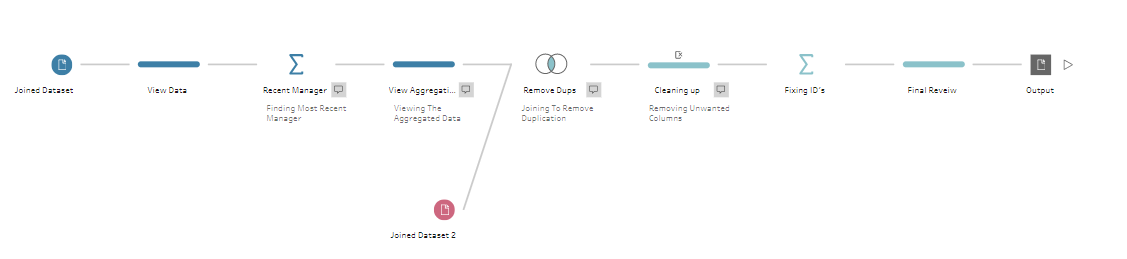 Joined Dataset
View Data
Recent Manager
Finding Most Recent
Manager
View Aggregati...
Viewing The
Aggregated Data
Remove Dups
Joining To Remove
Duplication
Cleaning up
Removing Unwanted
Columns
Fixing ID's
Final Reveiw
Output
Joined Dataset 2